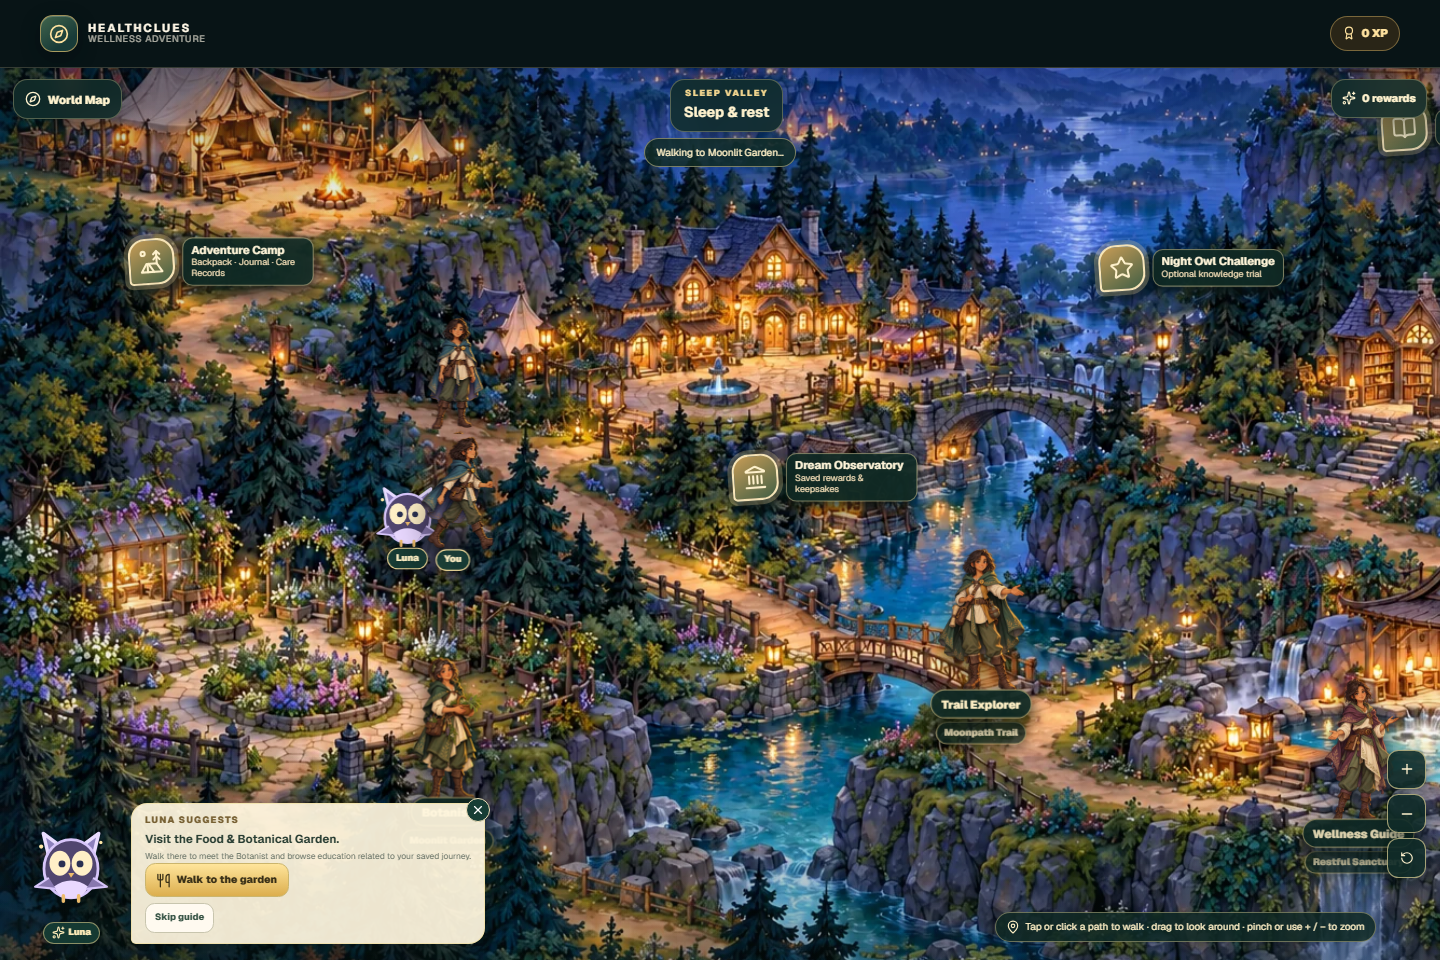 HEALTHCLUES
WELLNESS ADVENTURE
0 XP
World Map
SLEEP VALLEY
Sleep & rest
Walking to Moonlit Garden...
0 rewards
Adventure Camp
Backpack · Journal · Care
Records
Night Owl Challenge
Optional knowledge trial
Dream Observatory
Saved rewards &
keepsakes
Luna
You
Trail Explorer
Moonpath Trail
Wellness Guide
Restful Sanctu
LUNA SUGGESTS
Visit the Food & Botanical Garden.
Walk there to meet the Botanist and browse education related to your saved journey.
Walk to the garden
Skip guide
Luna
Tap or click a path to walk · drag to look around · pinch or use + / − to zoom